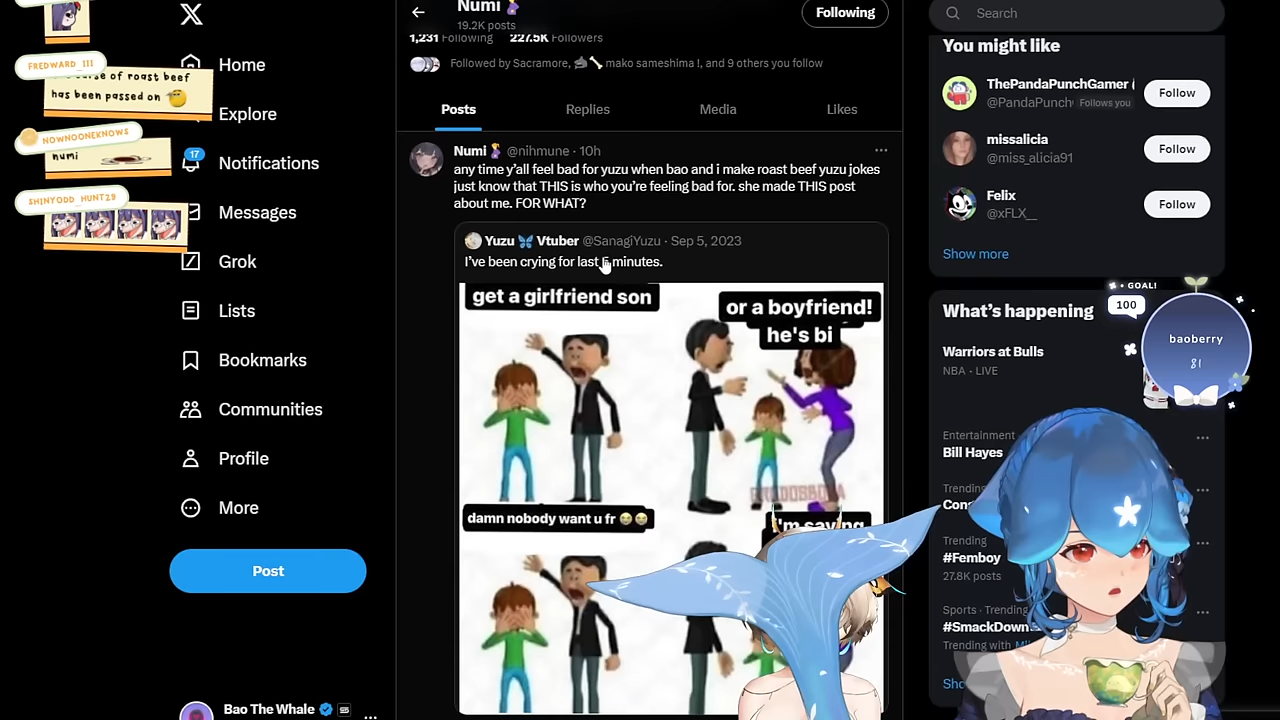 FREDWARD_III
curse of roast beef
has been passed on
NOWNOONEKNOWS
numi
SHINYODD_HUNT29
Home
Explore
17
Notifications
Messages
Grok
Lists
Bookmarks
Communities
Profile
More
Post
Bao The Whale
Numi
19.2K posts
Following
1,231 Following 227.5K Followers
Followed by Sacramore, mako sameshima !, and 9 others you follow
Posts Replies Media Likes
Numi @nihmune · 10h
any time y'all feel bad for yuzu when bao and i make roast beef yuzu jokes
just know that THIS is who you're feeling bad for. she made THIS post
about me. FOR WHAT?
Yuzu Vtuber @SanagiYuzu · Sep 5, 2023
I've been crying for last 5 minutes.
get a girlfriend son
or a boyfriend!
he's bi
damn nobody want u fr
I'm saying
Search
You might like
ThePandaPunchGamer
@PandaPunch Follows you
Follow
missalicia
@miss_alicia91
Follow
Felix
@xFLX__
Follow
Show more
What's happening
Warriors at Bulls
NBA · LIVE
Entertainment
Bill Hayes
Trending
Trending
#Femboy
27.8K posts
Sports · Trending
#SmackDown
Trending with
GOAL!
100
baoberry
81